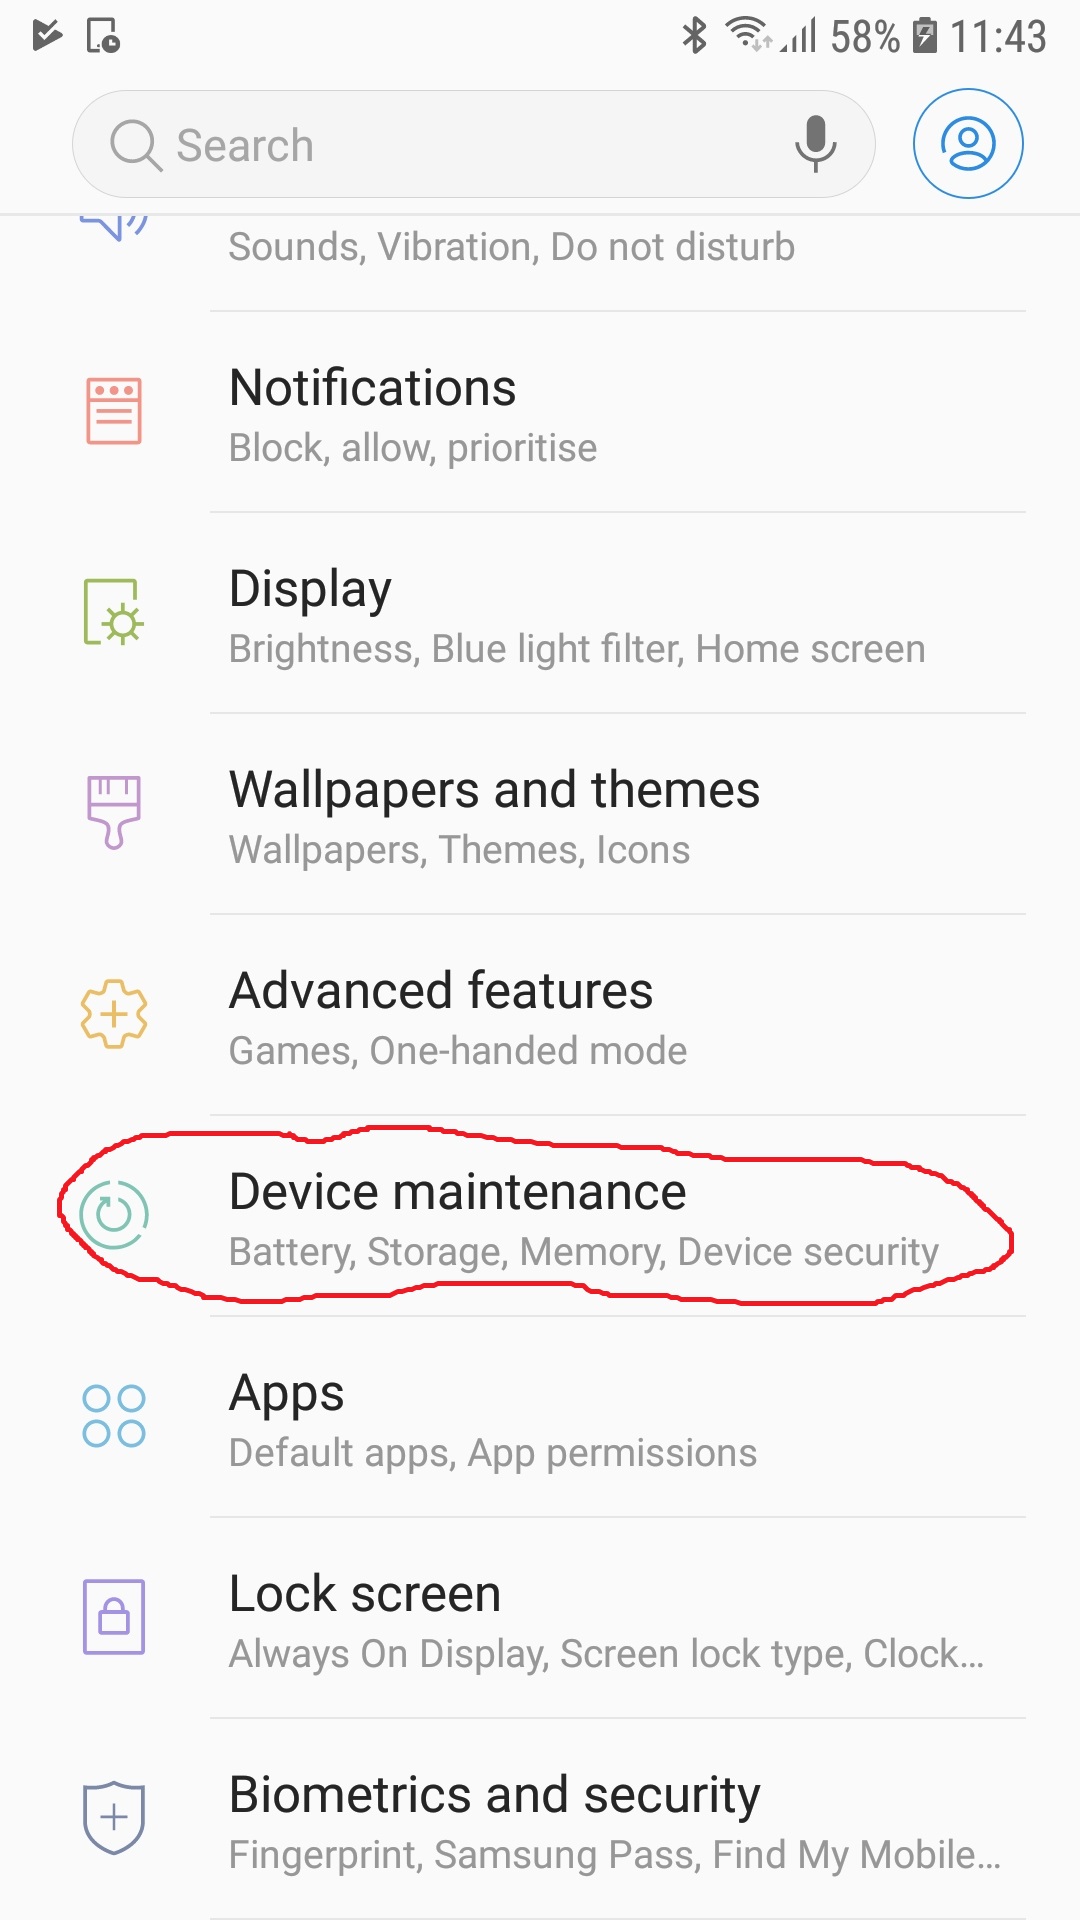 58% 11:43
Search
Sounds, Vibration, Do not disturb
Notifications
Block, allow, prioritise
Display
Brightness, Blue light filter, Home screen
Wallpapers and themes
Wallpapers, Themes, Icons
Advanced features
Games, One-handed mode
Device maintenance
Battery, Storage, Memory, Device security
Apps
Default apps, App permissions
Lock screen
Always On Display, Screen lock type, Clock...
Biometrics and security
Fingerprint, Samsung Pass, Find My Mobile...